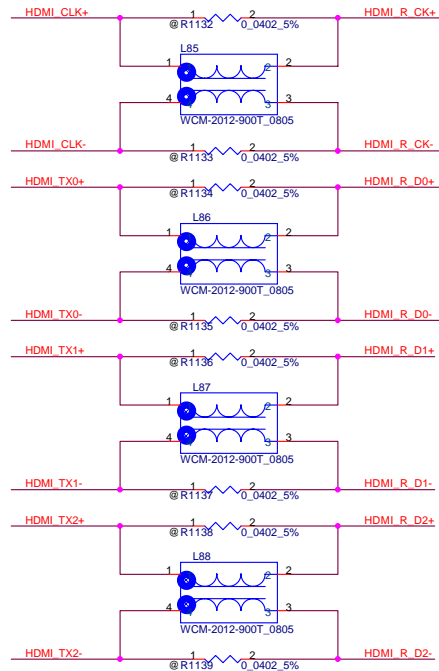 HDMI_CLK+ 1 2 HDMI_R_CK+
@ R1132 0_0402_5%
L85
1 2
4 3
WCM-2012-900T_0805
HDMI_CLK- 1 2 HDMI_R_CK-
@ R1133 0_0402_5%
HDMI_TX0+ 1 2 HDMI_R_D0+
@ R1134 0_0402_5%
L86
1 2 2
4 3 3
WCM-2012-900T_0805
HDMI_TX0- 1 2 HDMI_R_D0-
@ R1135 0_0402_5%
HDMI_TX1+ 1 2 HDMI_R_D1+
@ R1136 0_0402_5%
L87
1 2 2
4 3 3
WCM-2012-900T_0805
HDMI_TX1- 1 2 HDMI_R_D1-
@ R1137 0_0402_5%
HDMI_TX2+ 1 2 HDMI_R_D2+
@ R1138 0_0402_5%
L88
1 2 2
4 3 3
WCM-2012-900T_0805
HDMI_TX2- 1 2 HDMI_R_D2-
@ R1139 0_0402_5%